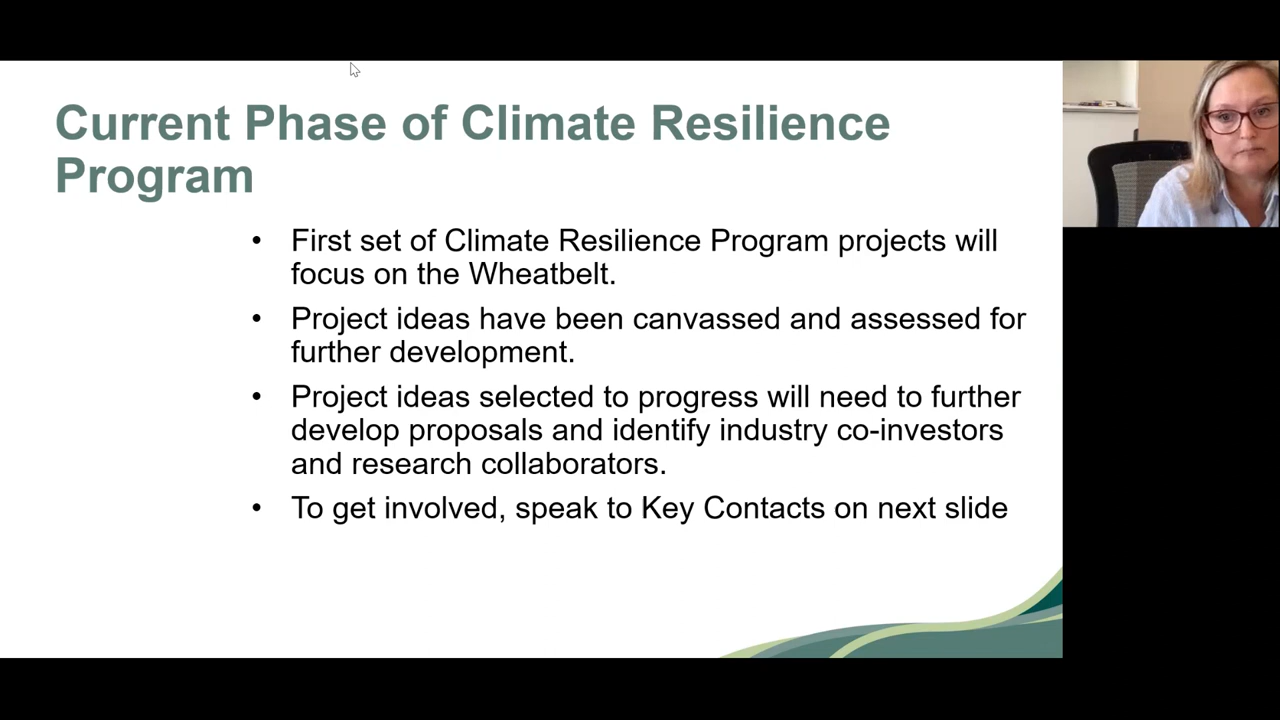 Current Phase of Climate Resilience
Program
• First set of Climate Resilience Program projects will
focus on the Wheatbelt.
• Project ideas have been canvassed and assessed for
further development.
• Project ideas selected to progress will need to further
develop proposals and identify industry co-investors
and research collaborators.
• To get involved, speak to Key Contacts on next slide